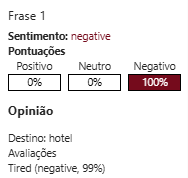 Frase 1
Sentimento: negative
Pontuações
Positivo Neutro Negativo
0% 0% 100%
Opinião
Destino: hotel
Avaliações
Tired (negative, 99%)